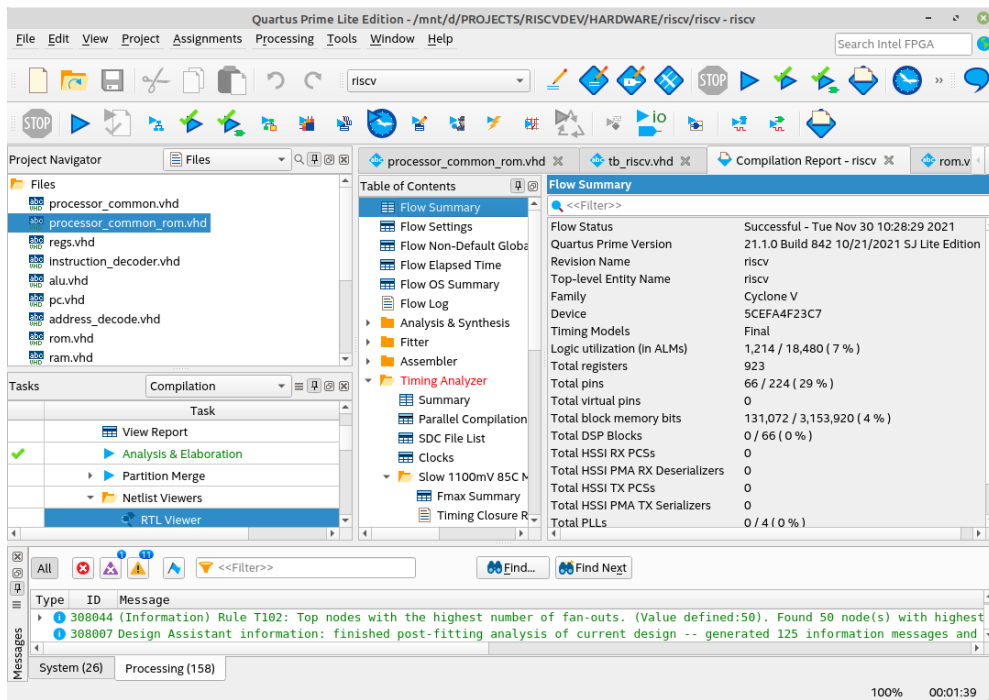 Quartus Prime Lite Edition - /mnt/d/PROJECTS/RISCVDEV/HARDWARE/riscv/riscv - riscv
File Edit View Project Assignments Processing Tools Window Help
Search Intel FPGA
riscv
STOP
»
STOP
io
Project Navigator
Files
Files
processor_common.vhd
processor_common_rom.vhd
regs.vhd
instruction_decoder.vhd
alu.vhd
pc.vhd
address_decode.vhd
rom.vhd
ram.vhd
Tasks
Compilation
Task
View Report
Analysis & Elaboration
Partition Merge
Netlist Viewers
RTL Viewer
processor_common_rom.vhd
tb_riscv.vhd
Compilation Report - riscv
rom.v
Table of Contents
Flow Summary
Flow Settings
Flow Non-Default Globa
Flow Elapsed Time
Flow OS Summary
Flow Log
Analysis & Synthesis
Fitter
Assembler
Timing Analyzer
Summary
Parallel Compilation
SDC File List
Clocks
Slow 1100mV 85C M
Fmax Summary
Timing Closure R
Flow Summary
<<Filter>>
Flow Status Successful - Tue Nov 30 10:28:29 2021
Quartus Prime Version 21.1.0 Build 842 10/21/2021 SJ Lite Edition
Revision Name riscv
Top-level Entity Name riscv
Family Cyclone V
Device 5CEFA4F23C7
Timing Models Final
Logic utilization (in ALMs) 1,214 / 18,480 ( 7 % )
Total registers 923
Total pins 66 / 224 ( 29 % )
Total virtual pins 0
Total block memory bits 131,072 / 3,153,920 ( 4 % )
Total DSP Blocks 0 / 66 ( 0 % )
Total HSSI RX PCSs 0
Total HSSI PMA RX Deserializers 0
Total HSSI TX PCSs 0
Total HSSI PMA TX Serializers 0
Total PLLs 0 / 4 ( 0 % )
Messages
All
1
11
<<Filter>>
Find...
Find Next
Type ID Message
308044 (Information) Rule T102: Top nodes with the highest number of fan-outs. (Value defined:50). Found 50 node(s) with highest
308007 Design Assistant information: finished post-fitting analysis of current design -- generated 125 information messages and
System (26)
Processing (158)
100% 00:01:39